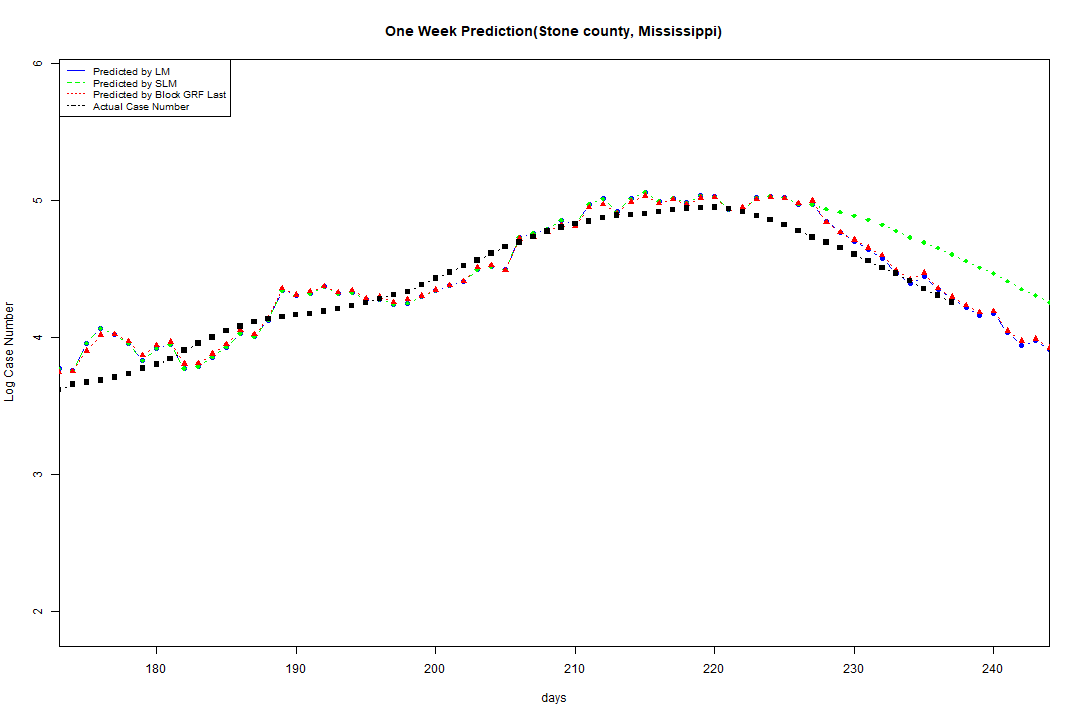 One Week Prediction(Stone county, Mississippi)
Predicted by LM
Predicted by SLM
Predicted by Block GRF Last
Actual Case Number
6
5
4
3
2
Log Case Number
180 190 200 210 220 230 240
days